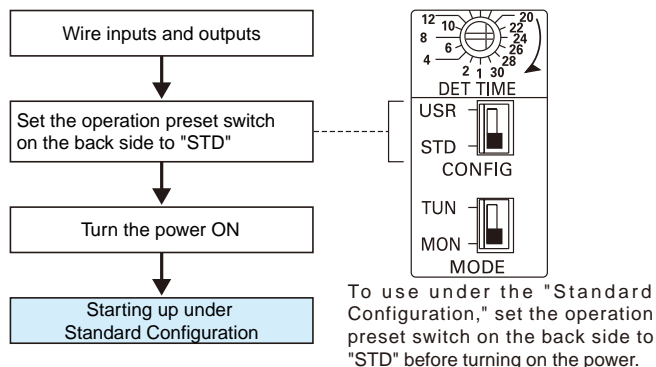 Wire inputs and outputs
Set the operation preset switch
on the back side to "STD"
Turn the power ON
Starting up under
Standard Configuration
12
10
8
6
4
2
1
30
28
26
24
22
20
DET TIME
USR
STD
CONFIG
TUN
MON
MODE
To use under the "Standard
Configuration," set the operation
preset switch on the back side to
"STD" before turning on the power.